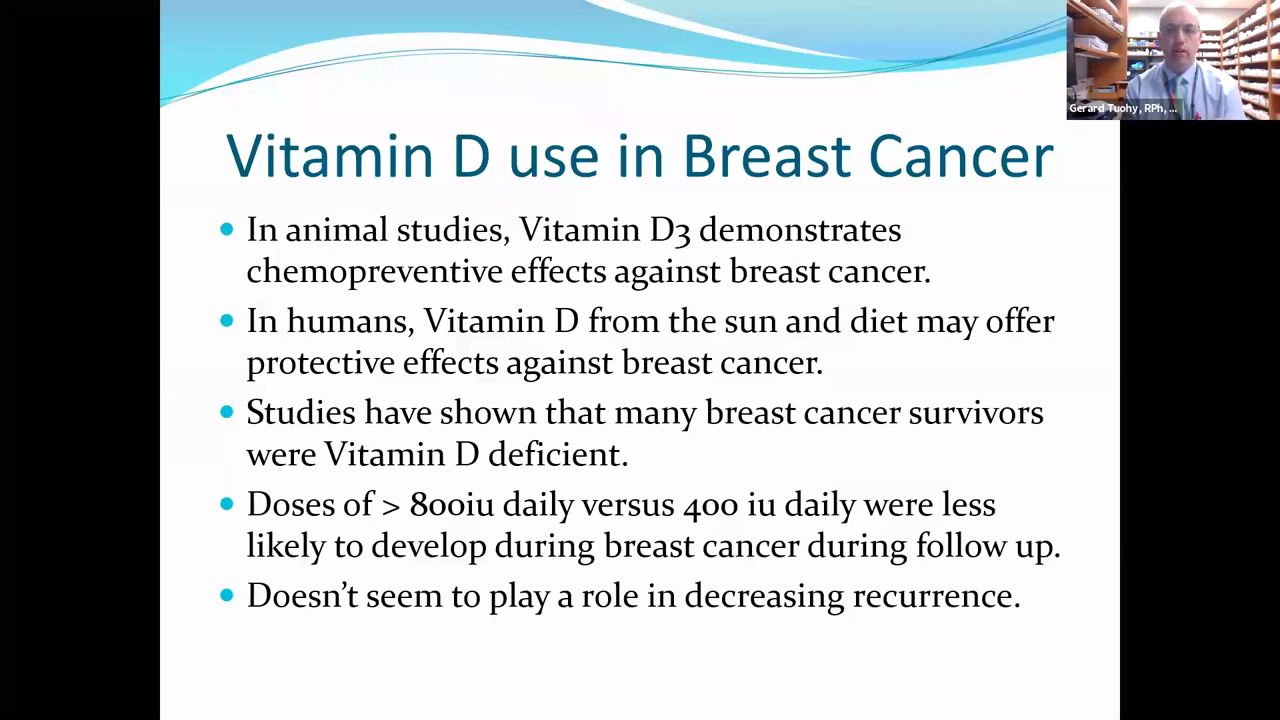 Gerard Tuohy, RPh, ...
Vitamin D use in Breast Cancer
• In animal studies, Vitamin D3 demonstrates
chemopreventive effects against breast cancer.
• In humans, Vitamin D from the sun and diet may offer
protective effects against breast cancer.
• Studies have shown that many breast cancer survivors
were Vitamin D deficient.
• Doses of > 800iu daily versus 400 iu daily were less
likely to develop during breast cancer during follow up.
• Doesn't seem to play a role in decreasing recurrence.